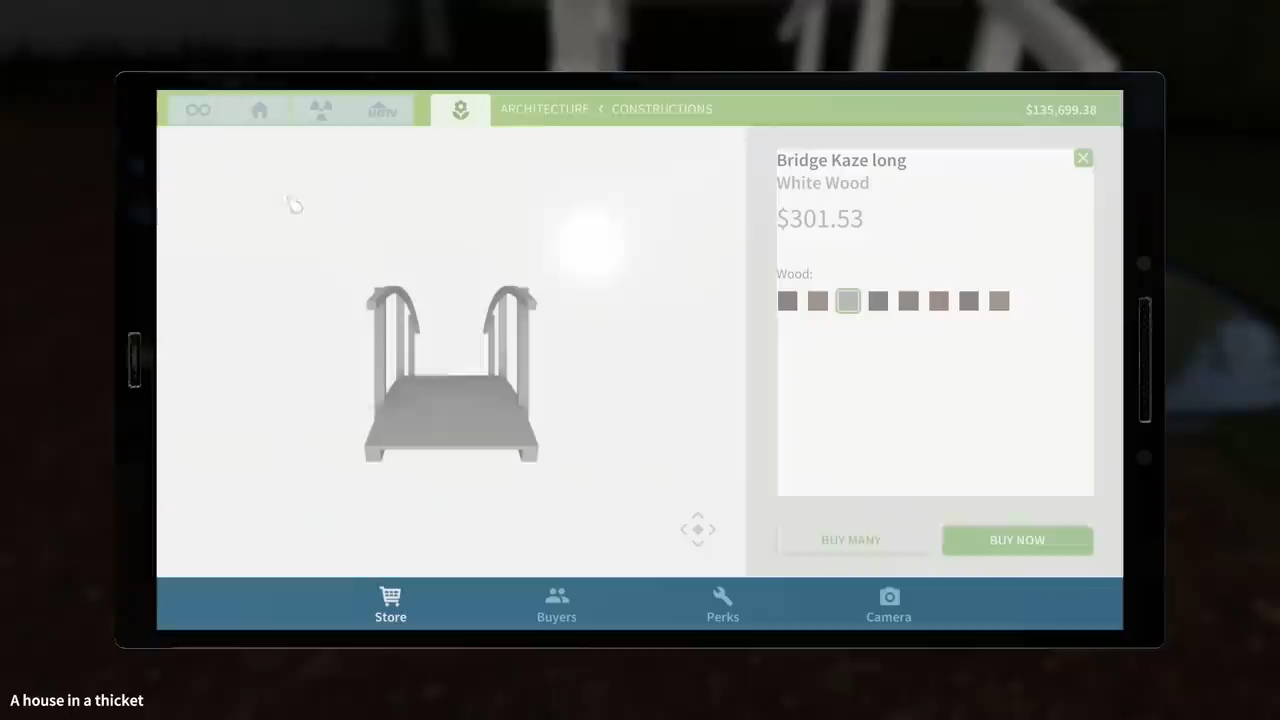 HGTV
ARCHITECTURE < CONSTRUCTIONS
$135,699.38
Bridge Kaze long
White Wood
$301.53
Wood:
BUY MANY
BUY NOW
Store
Buyers
Perks
Camera
A house in a thicket